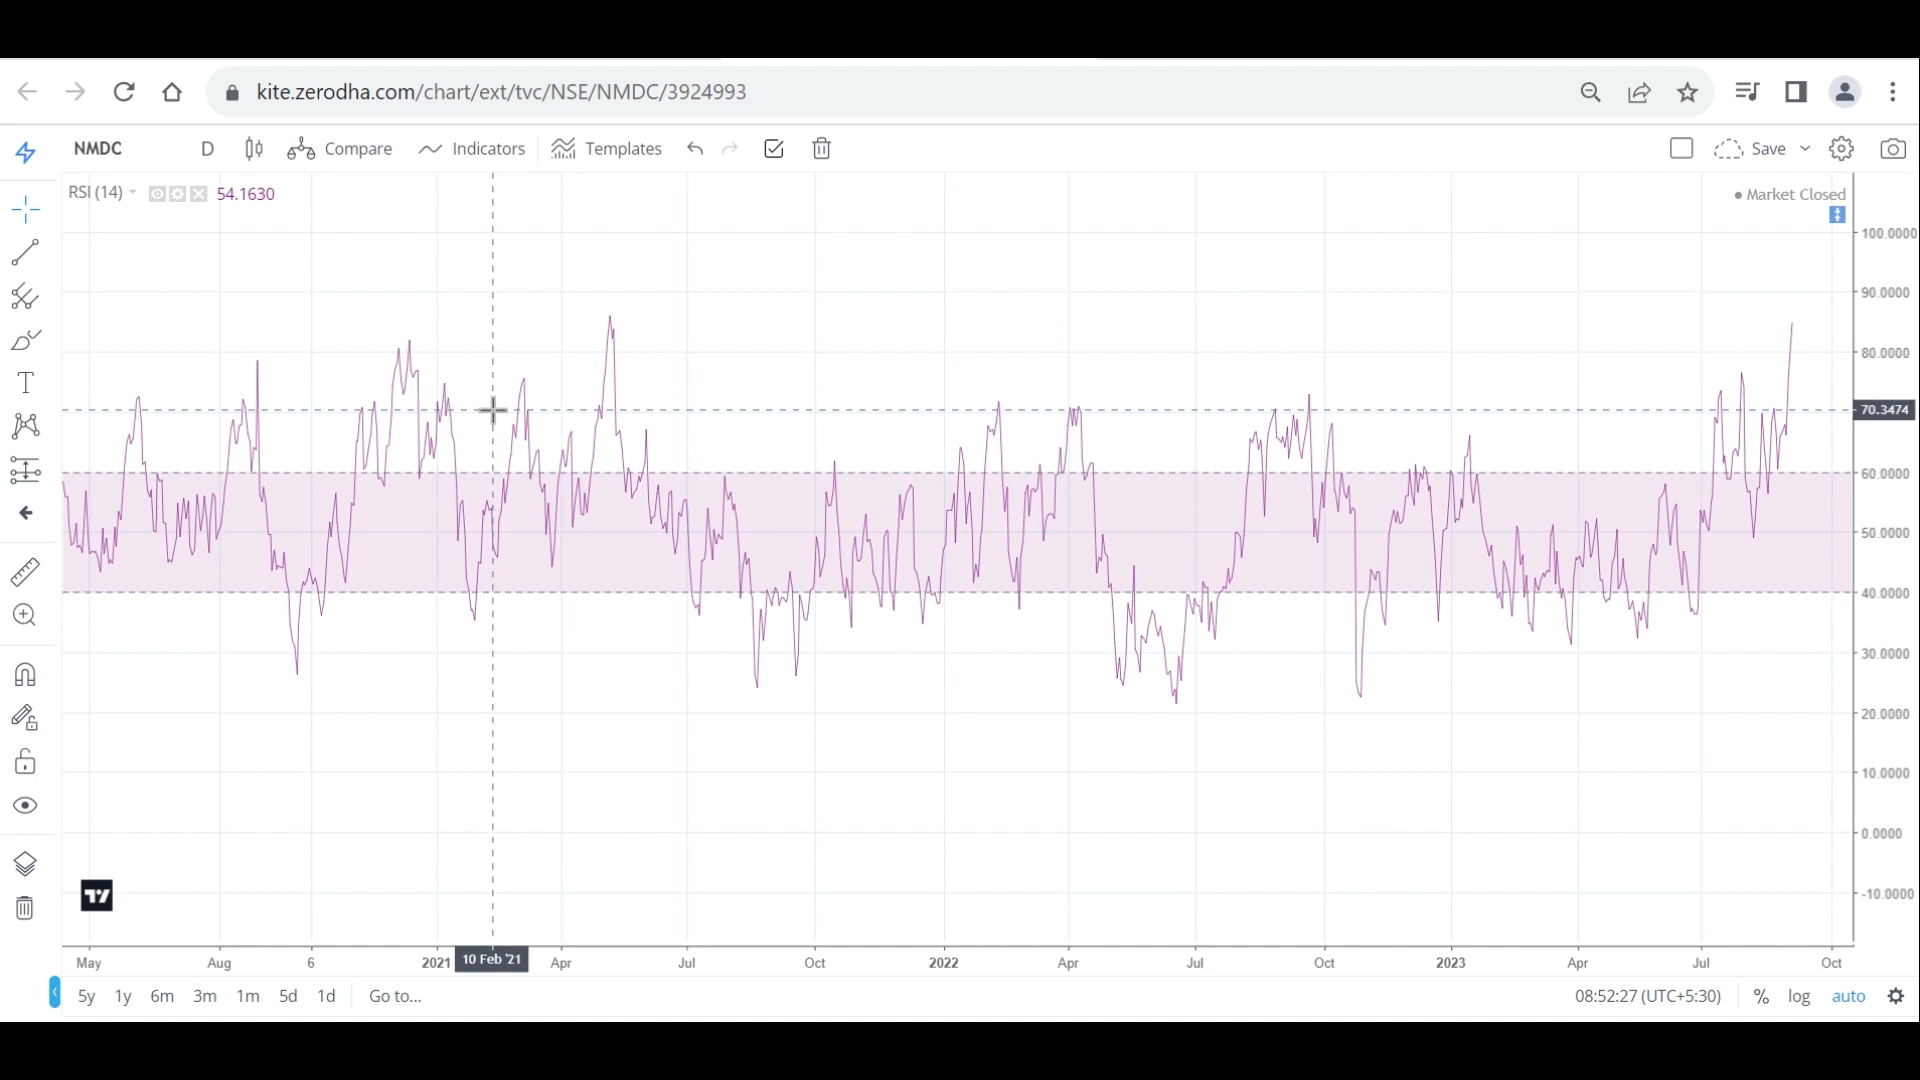 kite.zerodha.com/chart/ext/tvc/NSE/NMDC/3924993
NMDC D Compare Indicators Templates Save
RSI (14) 54.1630
Market Closed
100.0000
90.0000
80.0000
70.3474
60.0000
50.0000
40.0000
30.0000
20.0000
10.0000
0.0000
-10.0000
May Aug 6 2021 10 Feb '21 Apr Jul Oct 2022 Apr Jul Oct 2023 Apr Jul Oct
5y 1y 6m 3m 1m 5d 1d Go to... 08:52:27 (UTC+5:30) % log auto